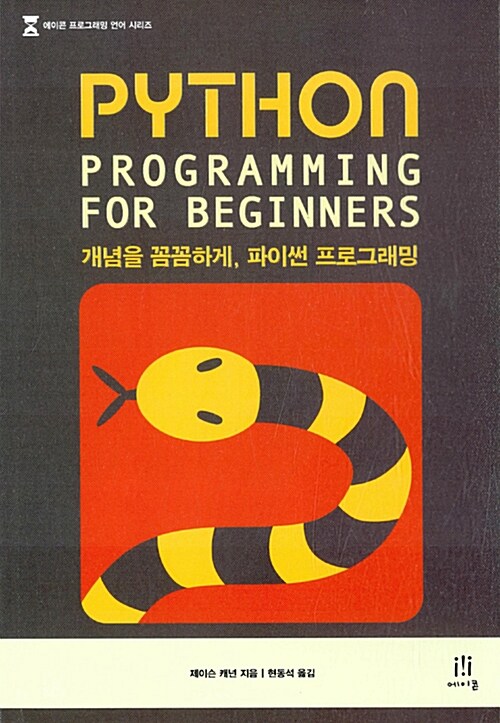 에이콘 프로그래밍 언어 시리즈
PYTHON
PROGRAMMING
FOR BEGINNERS
개념을 꼼꼼하게, 파이썬 프로그래밍
제이슨 캐넌 지음 | 현동석 옮김
에이콘